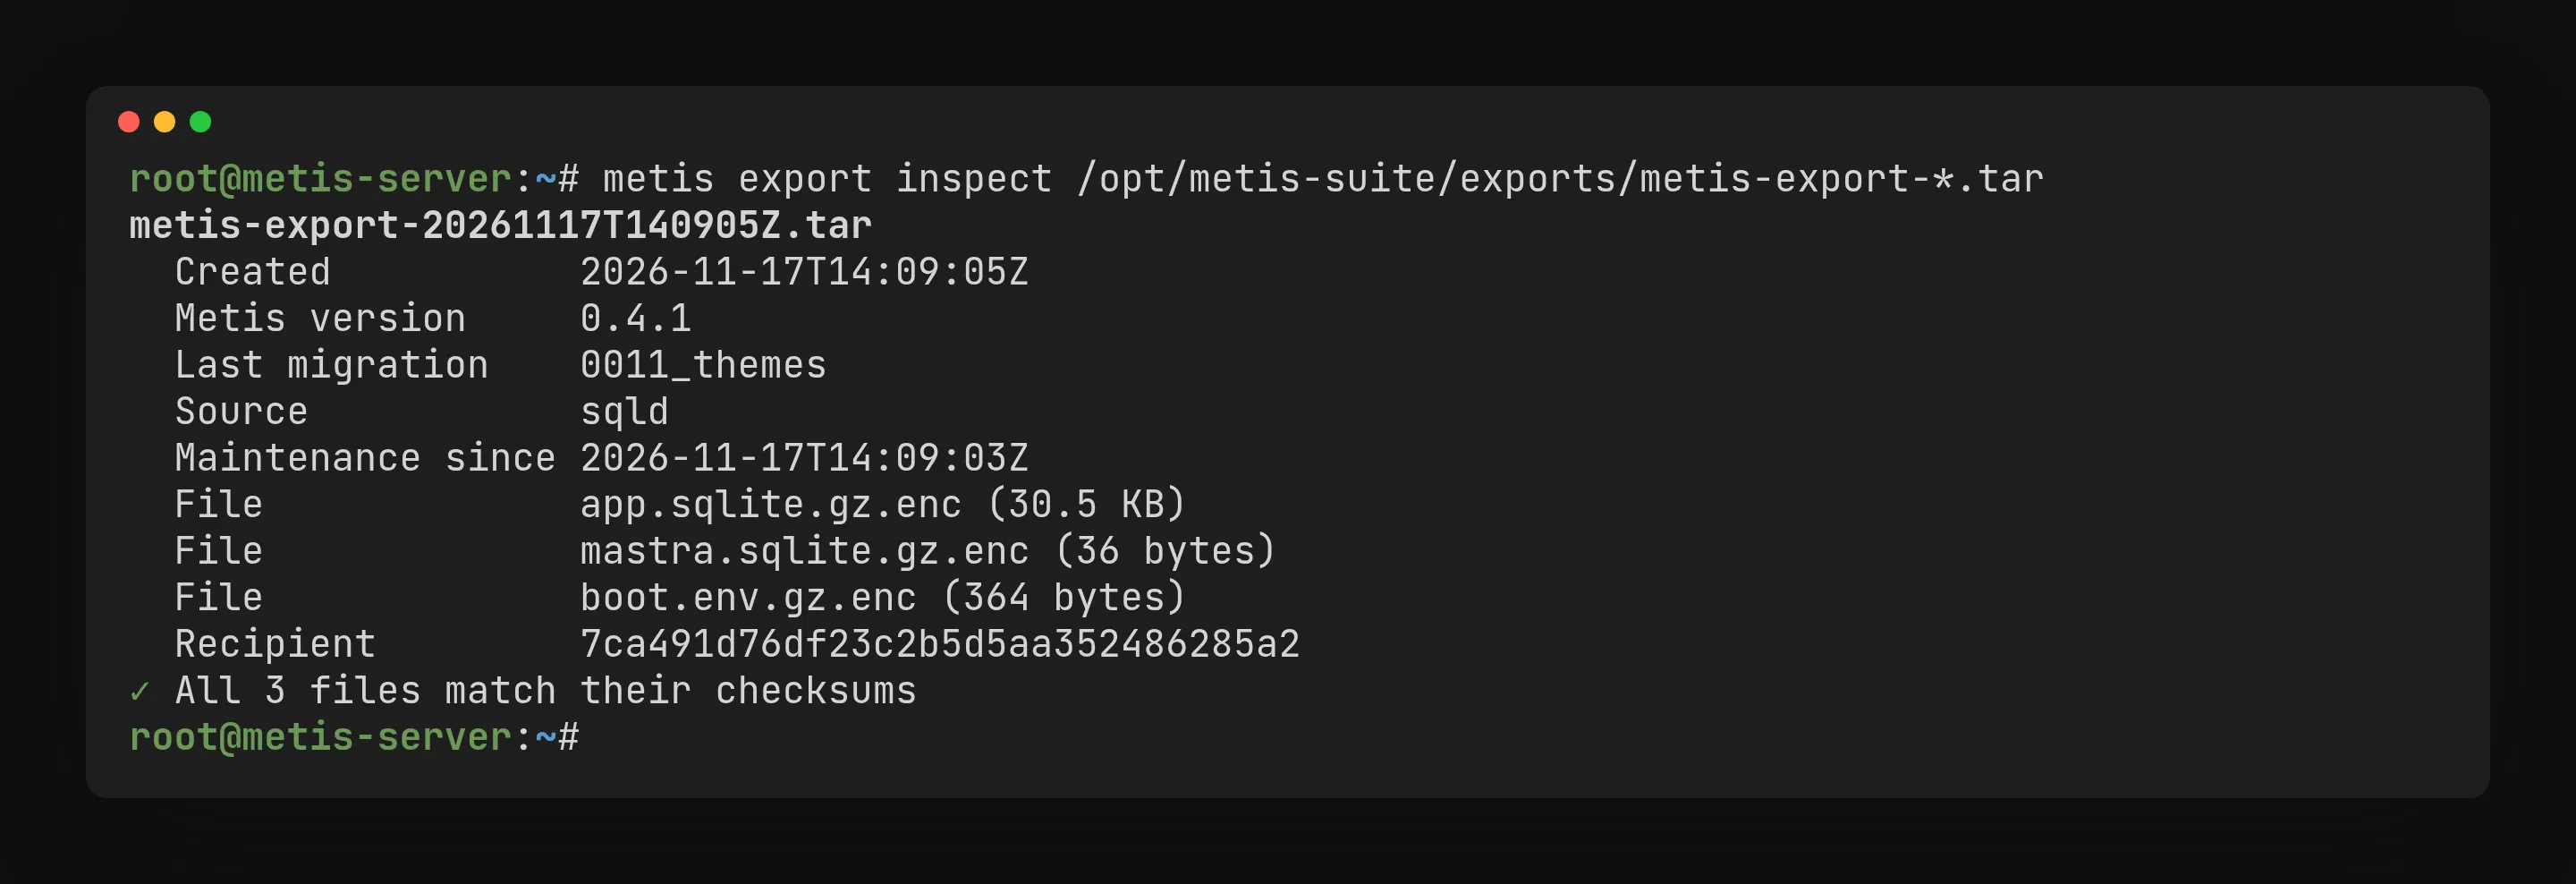 root@metis-server:~# metis export inspect /opt/metis-suite/exports/metis-export-*.tar
metis-export-20261117T140905Z.tar
Created 2026-11-17T14:09:05Z
Metis version 0.4.1
Last migration 0011_themes
Source sqld
Maintenance since 2026-11-17T14:09:03Z
File app.sqlite.gz.enc (30.5 KB)
File mastra.sqlite.gz.enc (36 bytes)
File boot.env.gz.enc (364 bytes)
Recipient 7ca491d76df23c2b5d5aa352486285a2
✓ All 3 files match their checksums
root@metis-server:~#